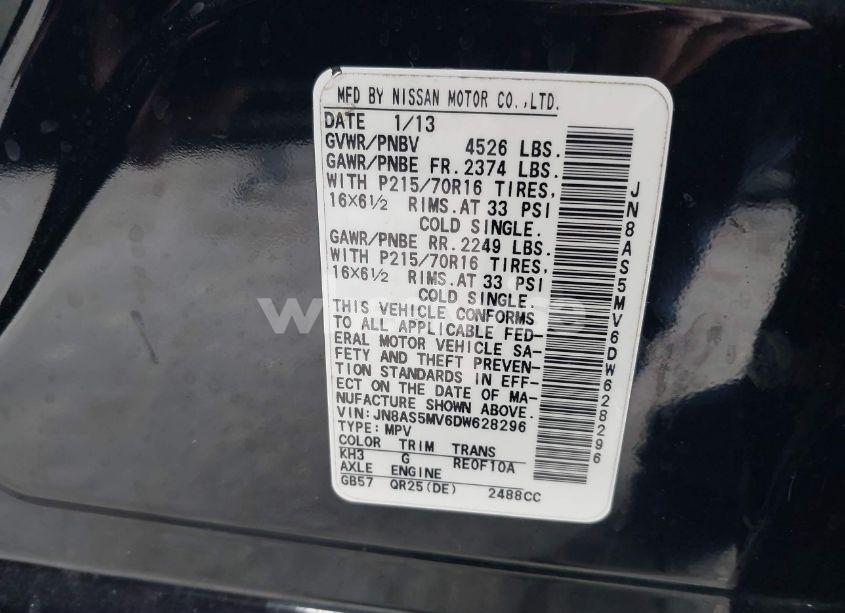 MFD BY NISSAN MOTOR CO.,LTD.
DATE 1/13
GVWR/PNBV 4526 LBS.
GAWR/PNBE FR. 2374 LBS.
WITH P215/70R16 TIRES,
16X6½ RIMS.AT 33 PSI
COLD SINGLE.
GAWR/PNBE RR. 2249 LBS.
WITH P215/70R16 TIRES,
16X6½ RIMS.AT 33 PSI
COLD SINGLE.
THIS VEHICLE CONFORMS
TO ALL APPLICABLE FED-
ERAL MOTOR VEHICLE SA-
FETY AND THEFT PREVEN-
TION STANDARDS IN EFF-
ECT ON THE DATE OF MA-
NUFACTURE SHOWN ABOVE.
VIN: JN8AS5MV6DW628296
TYPE: MPV
COLOR TRIM TRANS
KH3 G RE0F10A
AXLE ENGINE
GB57 QR25(DE) 2488CC
JN8AS5MV6DW628296